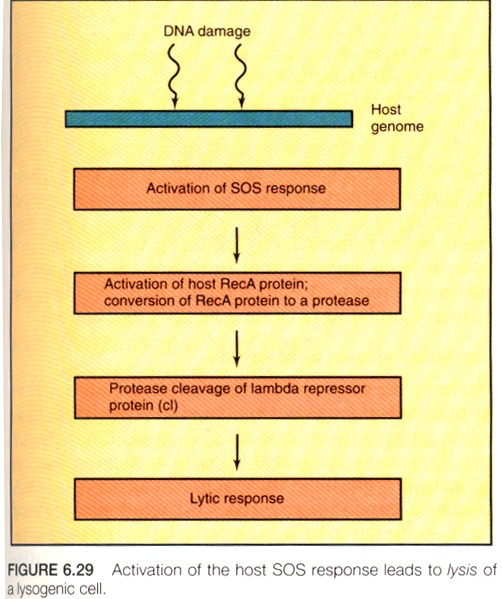 DNA damage
Host
genome
Activation of SOS response
Activation of host RecA protein;
conversion of RecA protein to a protease
Protease cleavage of lambda repressor
protein (cl)
Lytic response
FIGURE 6.29 Activation of the host SOS response leads to lysis of
a lysogenic cell.